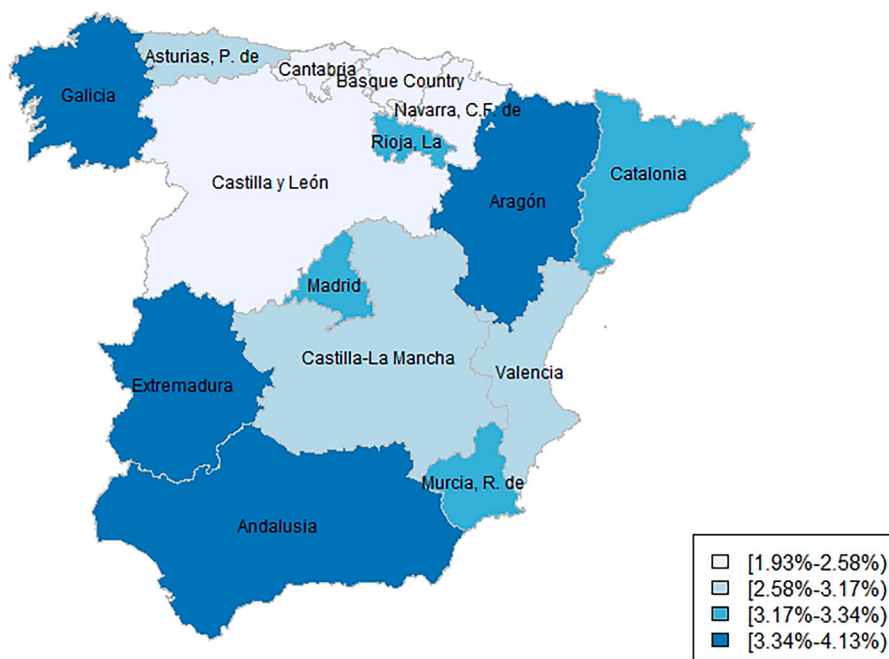 Asturias, P. de
Cantabria
Basque Country
Galicia
Navarra, C.F. de
Rioja, La
Catalonia
Castilla y León
Aragón
Madrid
Castilla-La Mancha
Valencia
Extremadura
Murcia, R. de
Andalusia
[1.93%-2.58%)
[2.58%-3.17%)
[3.17%-3.34%)
[3.34%-4.13%)